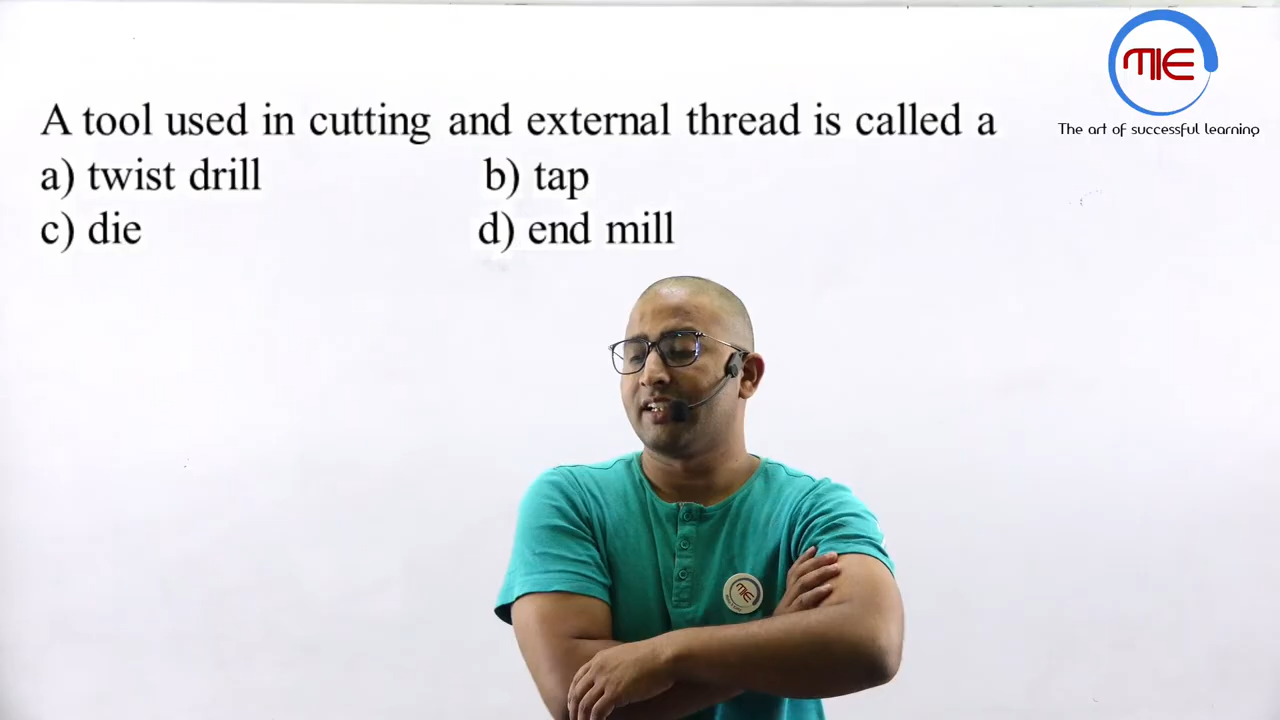 MIE
The art of successful learning
A tool used in cutting and external thread is called a
a) twist drill b) tap
c) die d) end mill
MIE